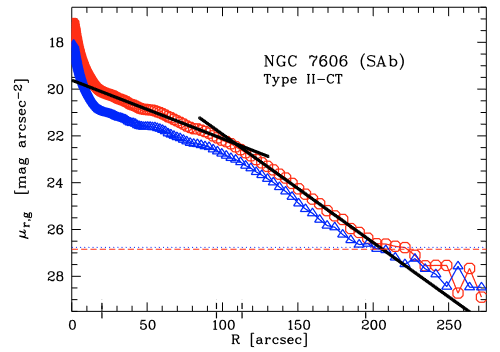 NGC 7606 (SAb)
Type II-CT
μr,g [mag arcsec-2]
20
22
24
26
28
0 50 100 150 200 250
R [arcsec]